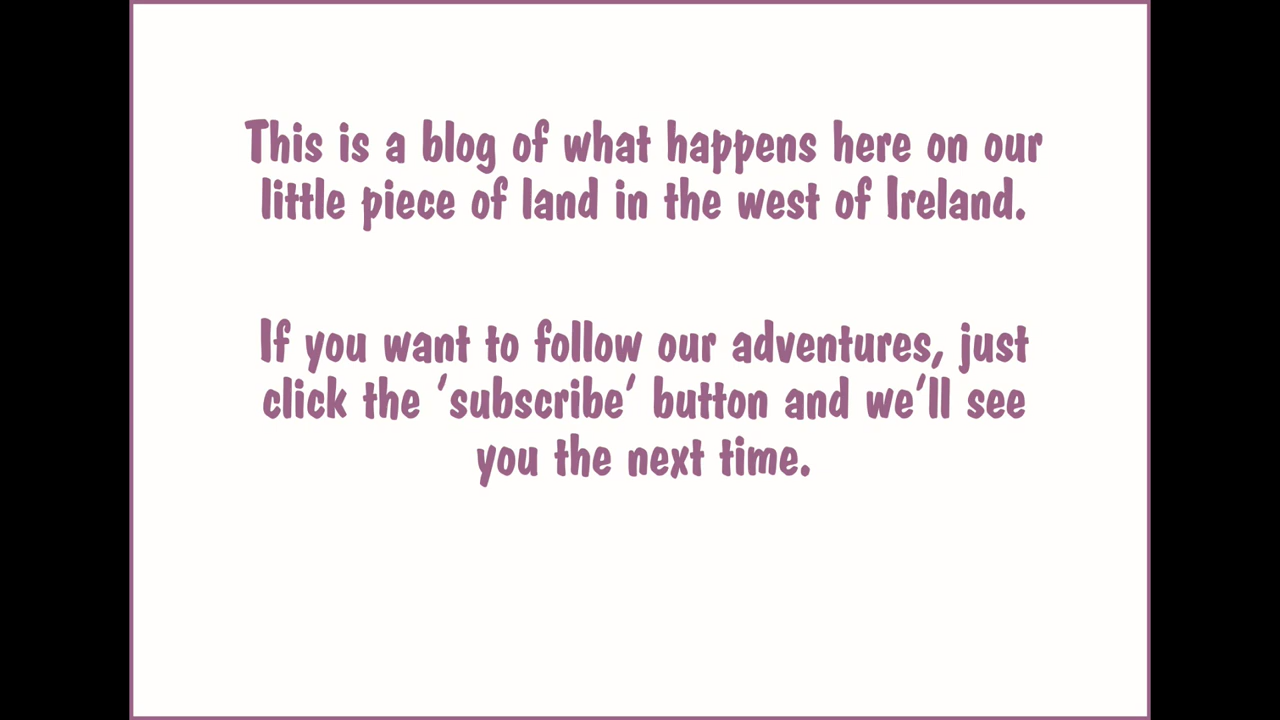 This is a blog of what happens here on our
little piece of land in the west of Ireland.
If you want to follow our adventures, just
click the ‘subscribe’ button and we’ll see
you the next time.